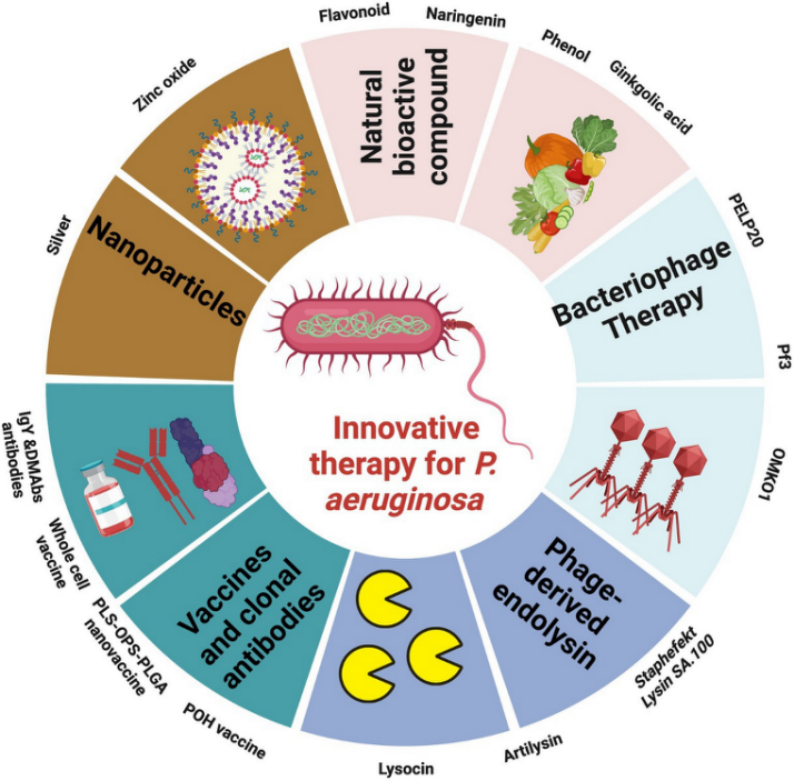 Flavonoid
Naringenin
Phenol
Ginkgolic acid
Natural
bioactive
compound
PELP20
Pf3
Bacteriophage
Therapy
OMKO1
Staphefekt
Lysin SA.100
Artilysin
Phage-
derived
endolysin
Lysocin
POH vaccine
PLS-OPS-PLGA
nanovaccine
Whole cell
vaccine
IgY &DMAbs
antibodies
Vaccines
and clonal
antibodies
Silver
Zinc oxide
Nanoparticles
Innovative
therapy for P.
aeruginosa